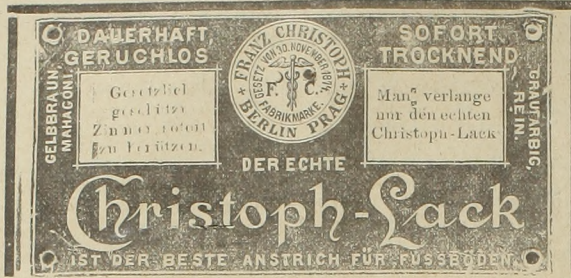 DAUERHAFT,
GERUCHLOS
GELBBRAUN,
MAHAGONI,
Gesetzlich
geschützt
Zimmer sofort
zu benützen.
FRANZ CHRISTOPH
GESETZ VON 30. NOVEMBER 1874.
F. C.
FABRIKMARKE.
BERLIN PRAG
SOFORT
TROCKNEND
Man verlange
nur den echten
Christoph-Lack
GRAUFARBIG,
REIN.
DER ECHTE
Christoph-Lack
IST DER BESTE ANSTRICH FÜR FUSSBÖDEN.